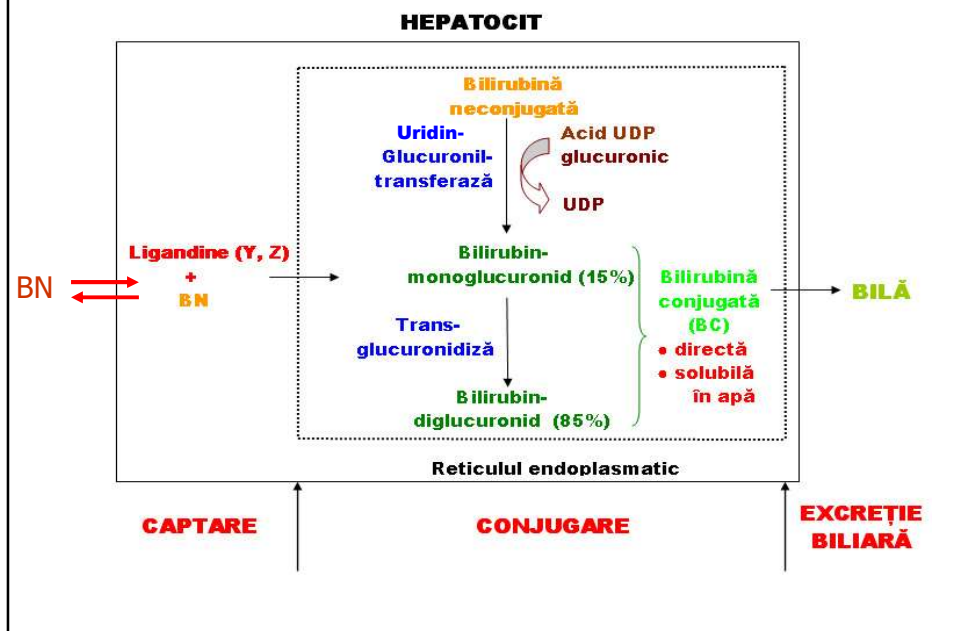 HEPATOCIT
Bilirubină
neconjugată
Uridin-
Glucuronil-
transferază
Acid UDP
glucuronic
UDP
BN
Ligandine (Y, Z)
+
BN
Bilirubin-
monoglucuronid (15%)
Trans-
glucuronidiză
Bilirubin-
diglucuronid (85%)
Bilirubină
conjugată
(BC)
• directă
• solubilă
în apă
BILĂ
Reticulul endoplasmatic
CAPTARE
CONJUGARE
EXCREȚIE
BILIARĂ